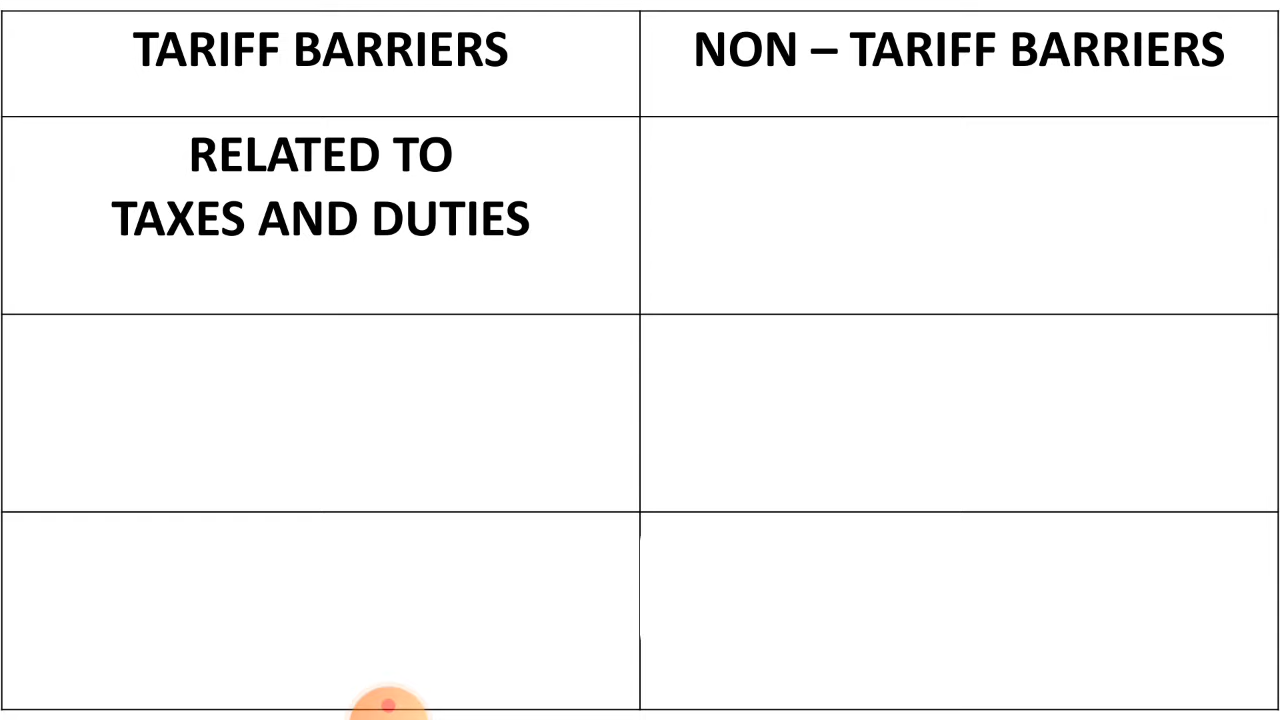 TARIFF BARRIERS
NON – TARIFF BARRIERS
RELATED TO
TAXES AND DUTIES